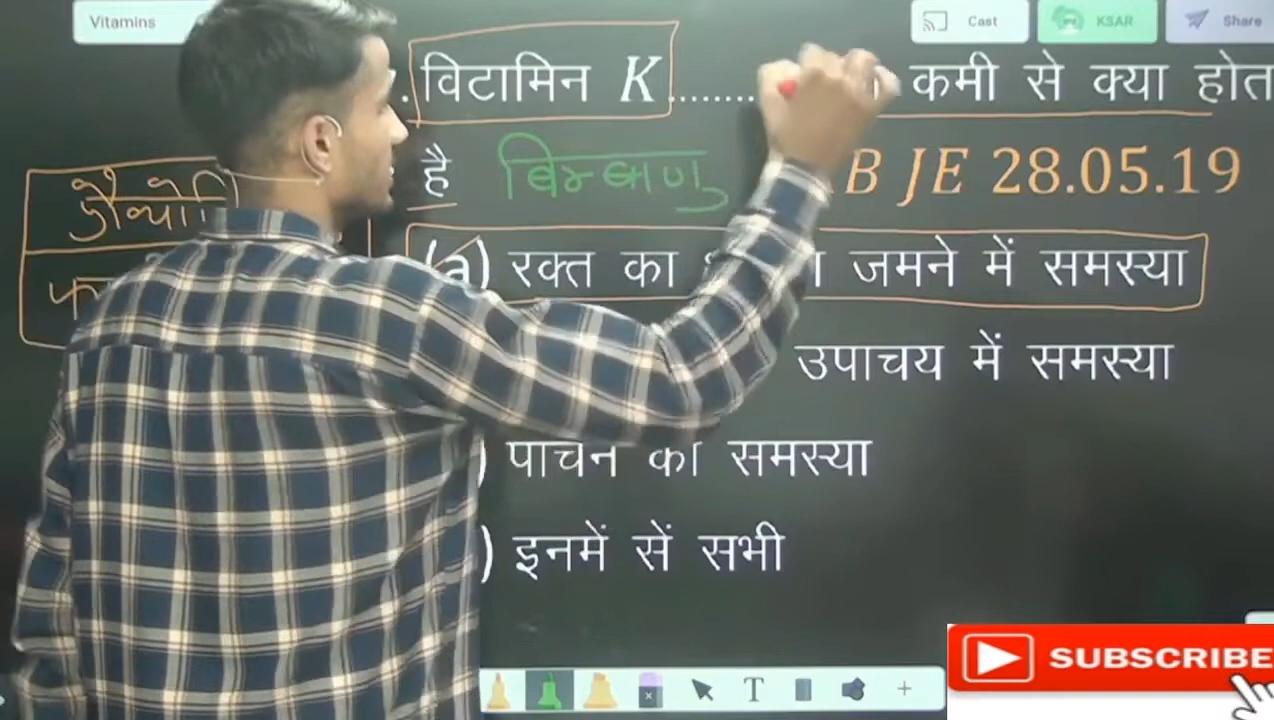 Vitamins
Cast
KSAR
Share
विटामिन K........ कमी से क्या होत
है बिम्बाणु B JE 28.05.19
(a) रक्त का जमने में समस्या
उपाचय में समस्या
) पाचन की समस्या
) इनमें सें सभी
T
SUBSCRIBE